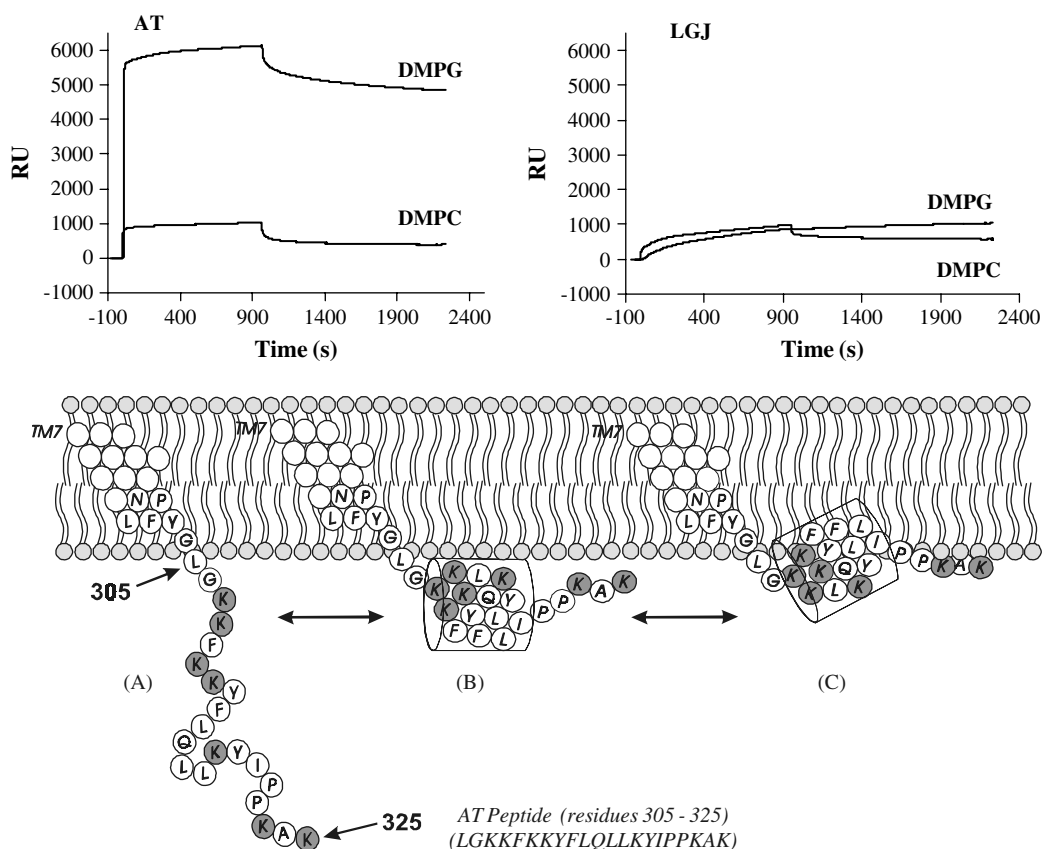 AT
RU
6000
5000
4000
3000
2000
1000
0
-1000
DMPG
DMPC
-100 400 900 1400 1900 2400
Time (s)
LGJ
RU
6000
5000
4000
3000
2000
1000
0
-1000
DMPG
DMPC
-100 400 900 1400 1900 2400
Time (s)
TM7
N P
L F Y
G
L
G
K
K
F
K
K
Y
F
L
Q
L
L
K
Y
I
P
P
K
A
K
305
325
(A)
TM7
N P
L F Y
G
L
G
K K L K
K K Q Y
K Y L I
F F L
P P K A K
(B)
TM7
N P
L F Y
G
L
G
F F L
K Y L I
K K Q Y
K L K
P P K A K
(C)
AT Peptide (residues 305 - 325)
(LGKKFKKYFLQLLKYIPPKAK)